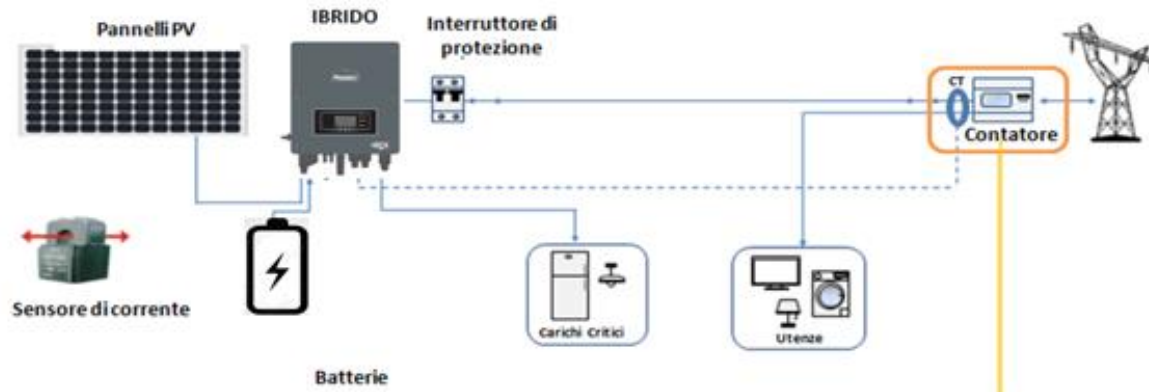 IBRIDO
Pannelli PV
Interruttore di
protezione
CT
Contatore
Sensore di corrente
Carichi Critici
Utenze
Batterie